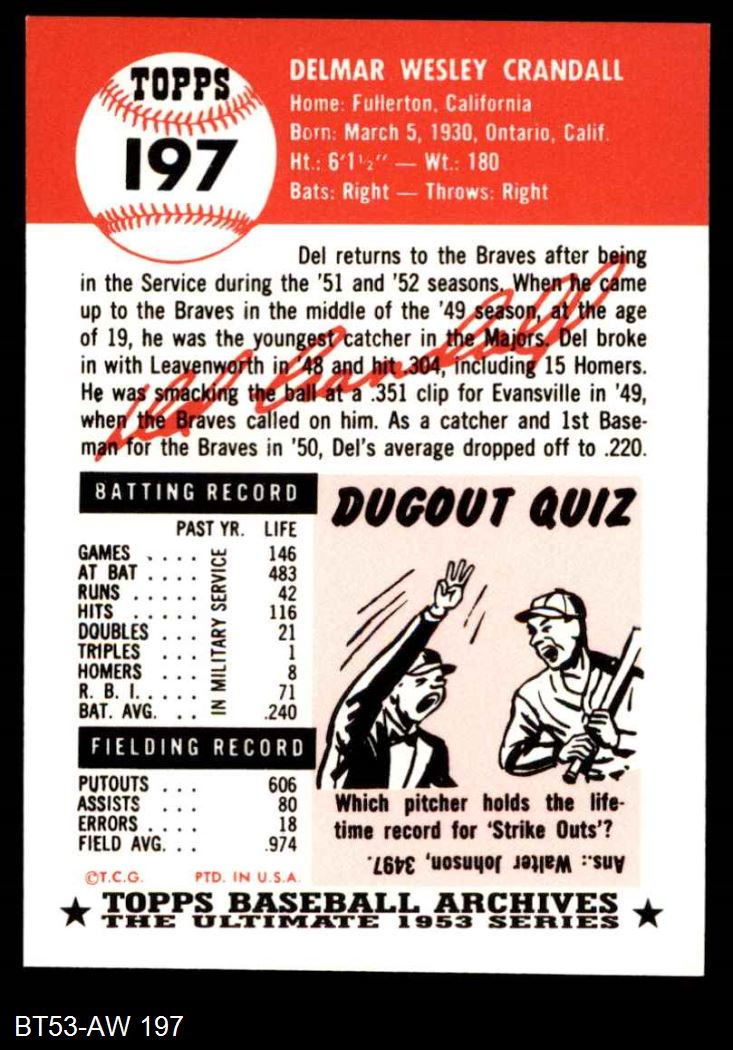 TOPPS
197
DELMAR WESLEY CRANDALL
Home: Fullerton, California
Born: March 5, 1930, Ontario, Calif.
Ht.: 6'1½" — Wt.: 180
Bats: Right — Throws: Right
Del returns to the Braves after being
in the Service during the '51 and '52 seasons. When he came
up to the Braves in the middle of the '49 season, at the age
of 19, he was the youngest catcher in the Majors. Del broke
in with Leavenworth in '48 and hit .304, including 15 Homers.
He was smacking the ball at a .351 clip for Evansville in '49,
when the Braves called on him. As a catcher and 1st Base-
man for the Braves in '50, Del's average dropped off to .220.
Del Crandall
BATTING RECORD
PAST YR. LIFE
GAMES .... 146
AT BAT .... 483
RUNS ..... 42
HITS ..... 116
DOUBLES ... 21
TRIPLES ... 1
HOMERS ... 8
R. B. I. .... 71
BAT. AVG. .. .240
IN MILITARY SERVICE
FIELDING RECORD
PUTOUTS ... 606
ASSISTS ... 80
ERRORS .... 18
FIELD AVG. .. .974
©T.C.G. PTD. IN U.S.A.
DUGOUT QUIZ
Which pitcher holds the life-
time record for 'Strike Outs'?
Ans.: Walter Johnson, 3497.
★ TOPPS BASEBALL ARCHIVES ★
THE ULTIMATE 1953 SERIES
BT53-AW 197